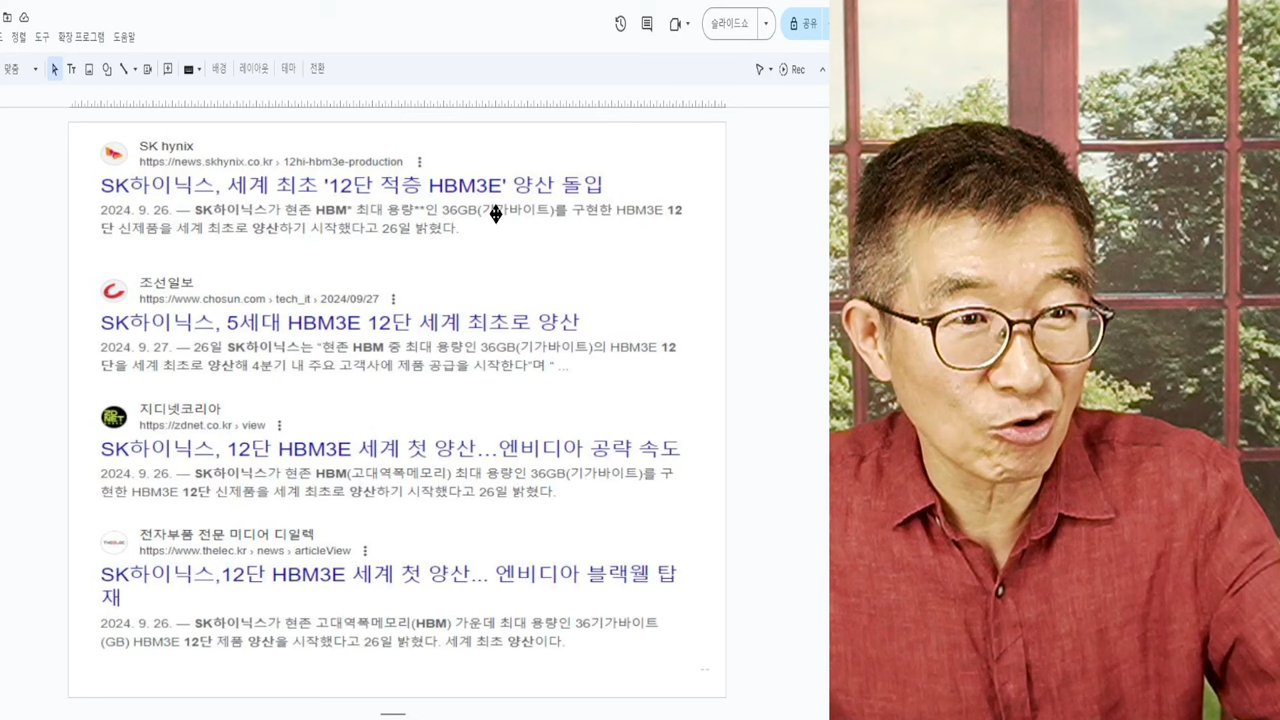 정렬 도구 확장 프로그램 도움말
슬라이드쇼
공유
맞춤
배경 레이아웃 테마 전환
Rec
SK hynix
https://news.skhynix.co.kr › 12hi-hbm3e-production
SK하이닉스, 세계 최초 '12단 적층 HBM3E' 양산 돌입
2024. 9. 26. — SK하이닉스가 현존 HBM* 최대 용량**인 36GB(기가바이트)를 구현한 HBM3E 12
단 신제품을 세계 최초로 양산하기 시작했다고 26일 밝혔다.
조선일보
https://www.chosun.com › tech_it › 2024/09/27
SK하이닉스, 5세대 HBM3E 12단 세계 최초로 양산
2024. 9. 27. — 26일 SK하이닉스는 “현존 HBM 중 최대 용량인 36GB(기가바이트)의 HBM3E 12
단을 세계 최초로 양산해 4분기 내 주요 고객사에 제품 공급을 시작한다”며 “ ...
지디넷코리아
https://zdnet.co.kr › view
SK하이닉스, 12단 HBM3E 세계 첫 양산...엔비디아 공략 속도
2024. 9. 26. — SK하이닉스가 현존 HBM(고대역폭메모리) 최대 용량인 36GB(기가바이트)를 구
현한 HBM3E 12단 신제품을 세계 최초로 양산하기 시작했다고 26일 밝혔다.
전자부품 전문 미디어 디일렉
THEELEC
https://www.thelec.kr › news › articleView
SK하이닉스,12단 HBM3E 세계 첫 양산... 엔비디아 블랙웰 탑
재
2024. 9. 26. — SK하이닉스가 현존 고대역폭메모리(HBM) 가운데 최대 용량인 36기가바이트
(GB) HBM3E 12단 제품 양산을 시작했다고 26일 밝혔다. 세계 최초 양산이다.